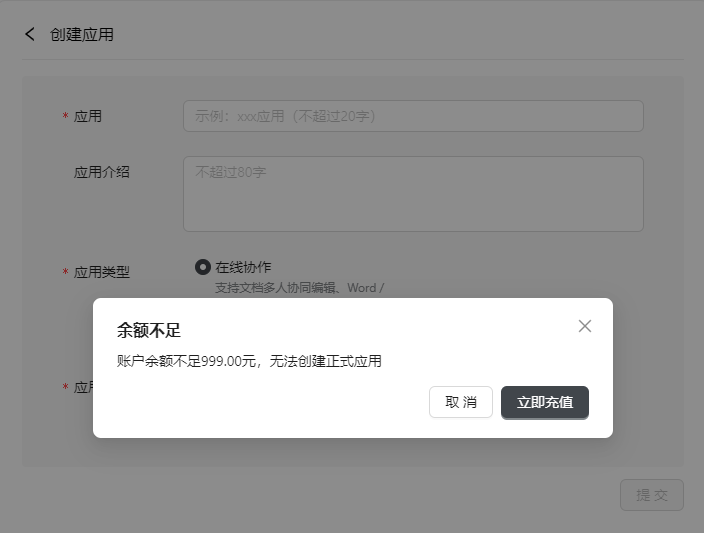 创建应用
* 应用
示例：xxx应用（不超过20字）
应用介绍
不超过80字
* 应用类型
在线协作
支持文档多人协同编辑、Word /
余额不足
账户余额不足999.00元，无法创建正式应用
* 应
取 消
立即充值
提 交